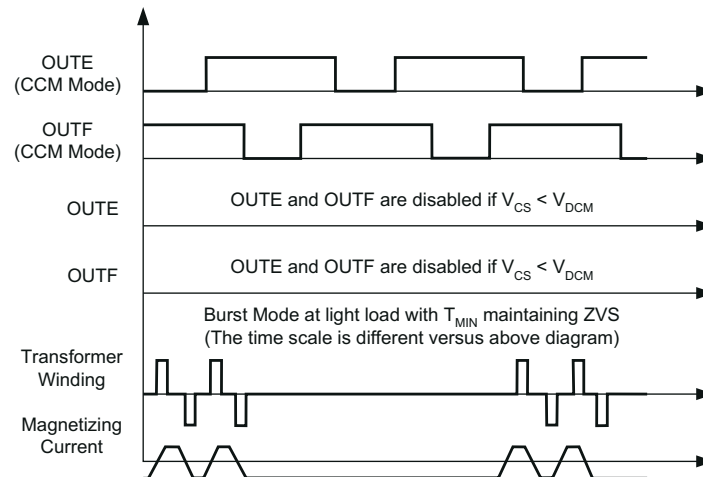 OUTE
(CCM Mode)
OUTF
(CCM Mode)
OUTE
OUTE and OUTF are disabled if V_CS < V_DCM
OUTF
OUTE and OUTF are disabled if V_CS < V_DCM
Burst Mode at light load with T_MIN maintaining ZVS
(The time scale is different versus above diagram)
Transformer
Winding
Magnetizing
Current